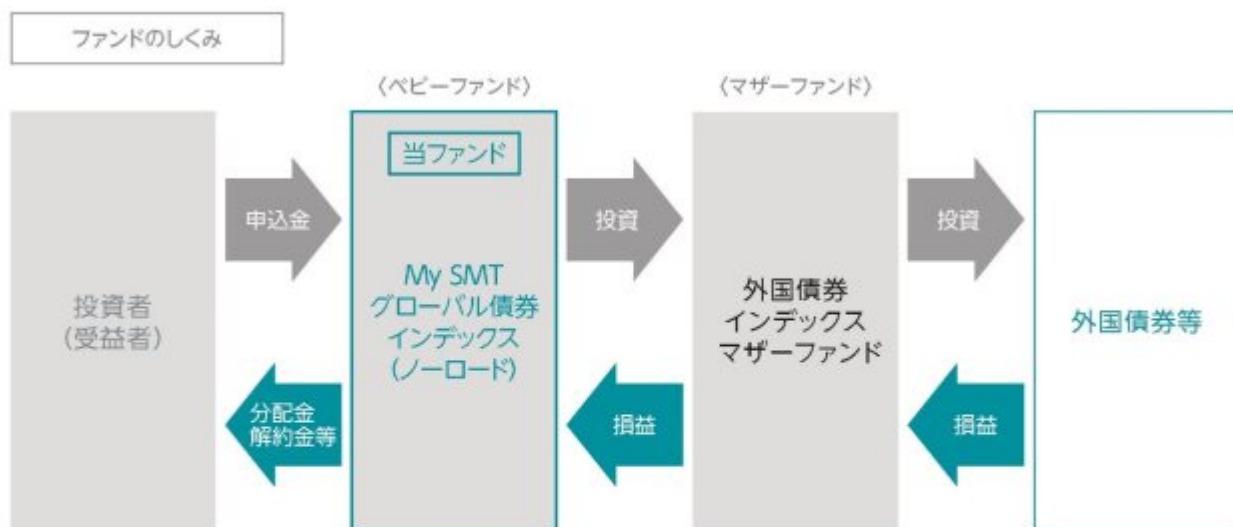 ファンドのしくみ
〈ベビーファンド〉
〈マザーファンド〉
投資者
(受益者)
申込金
分配金
解約金等
当ファンド
My SMT
グローバル債券
インデックス
(ノーロード)
投資
損益
外国債券
インデックス
マザーファンド
投資
損益
外国債券等